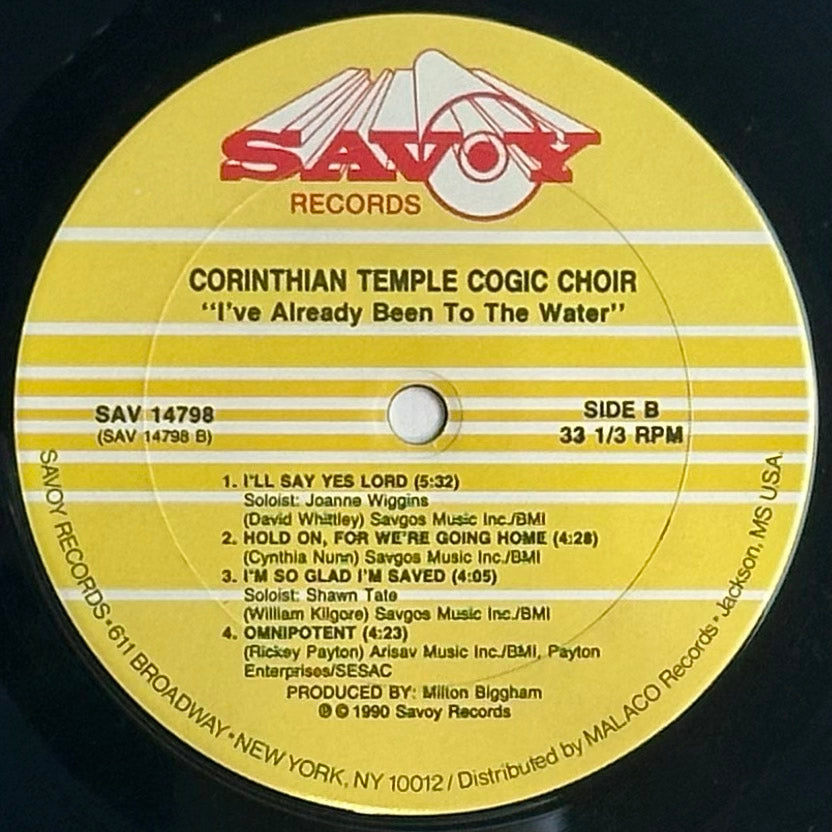 SAVOY
RECORDS
CORINTHIAN TEMPLE COGIC CHOIR
"I've Already Been To The Water"
SAV 14798
(SAV 14798 B)
SIDE B
33 1/3 RPM
1. I'LL SAY YES LORD (5:32)
Soloist: Joanne Wiggins
(David Whittley) Savgos Music Inc./BMI
2. HOLD ON, FOR WE'RE GOING HOME (4:28)
(Cynthia Nunn) Savgos Music Inc./BMI
3. I'M SO GLAD I'M SAVED (4:05)
Soloist: Shawn Tate
(William Kilgore) Savgos Music Inc./BMI
4. OMNIPOTENT (4:23)
(Rickey Payton) Arisav Music Inc./BMI, Payton
Enterprises/SESAC
PRODUCED BY: Milton Biggham
℗ © 1990 Savoy Records
SAVOY RECORDS • 611 BROADWAY • NEW YORK, NY 10012 / Distributed by MALACO Records • Jackson, MS U.S.A.